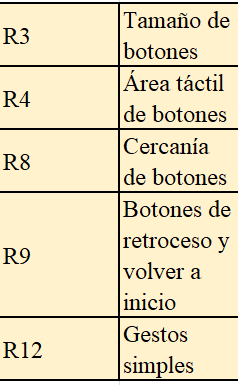 R3
Tamaño de
botones
R4
Área táctil
de botones
R8
Cercanía
de botones
R9
Botones de
retroceso y
volver a
inicio
R12
Gestos
simples